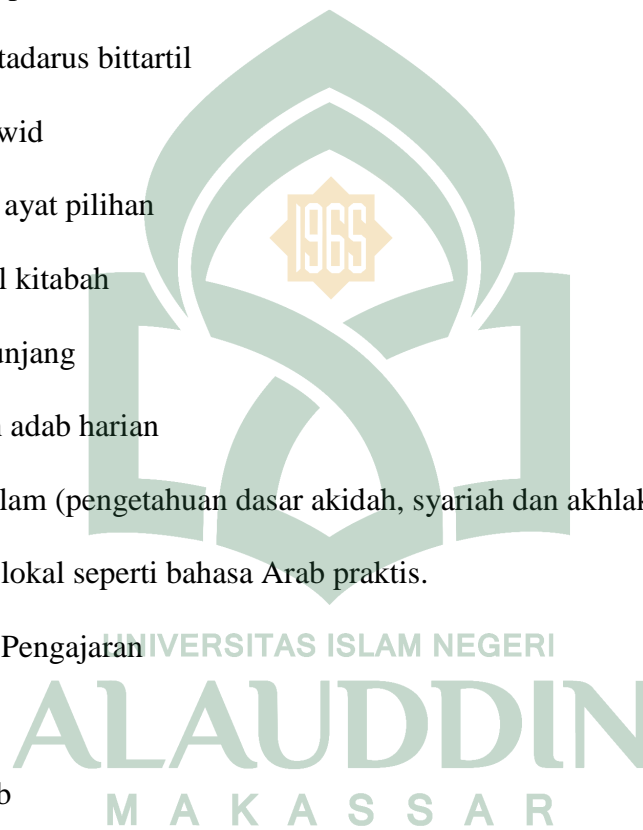 tadarus bittartil
wid
ayat pilihan
1965
l kitabah
unjang
adab harian
lam (pengetahuan dasar akidah, syariah dan akhlak
lokal seperti bahasa Arab praktis.
Pengajaran
UNIVERSITAS ISLAM NEGERI
ALAUDDIN
b
MAKASSAR